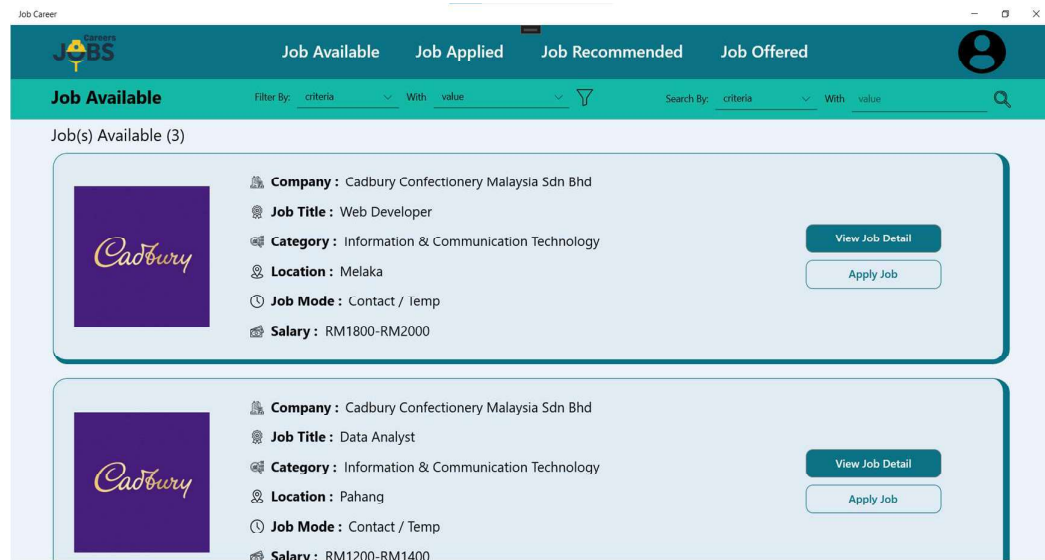 Job Career
Careers
JOBS
Job Available Job Applied Job Recommended Job Offered
Job Available
Filter By: criteria With value
Search By: criteria With value
Job(s) Available (3)
Cadbury
Company : Cadbury Confectionery Malaysia Sdn Bhd
Job Title : Web Developer
Category : Information & Communication Technology
Location : Melaka
Job Mode : Contact / Temp
Salary : RM1800-RM2000
View Job Detail
Apply Job
Cadbury
Company : Cadbury Confectionery Malaysia Sdn Bhd
Job Title : Data Analyst
Category : Information & Communication Technology
Location : Pahang
Job Mode : Contact / Temp
Salary : RM1200-RM1400
View Job Detail
Apply Job